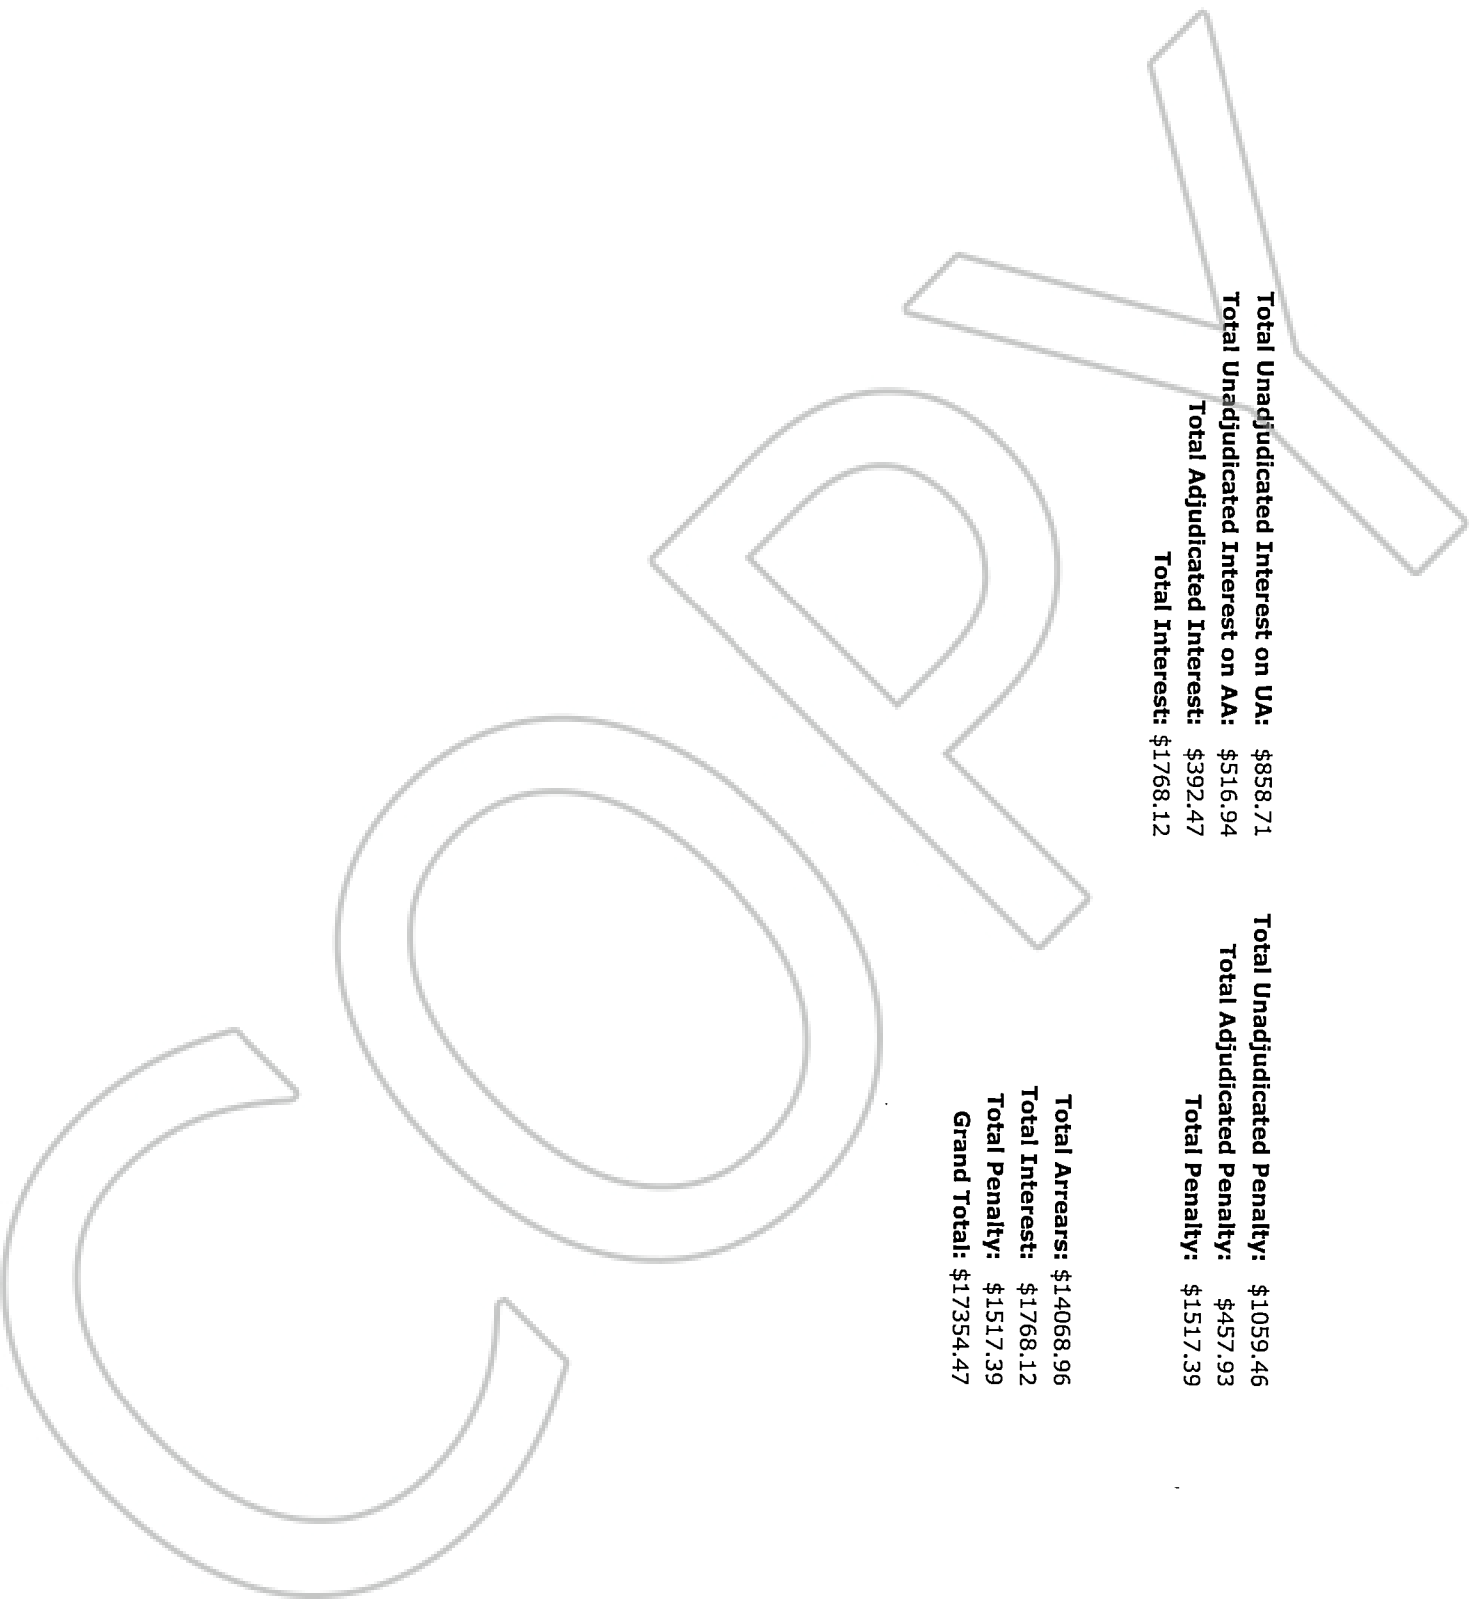 Total Unadjudicated Interest on UA: $858.71
Total Unadjudicated Interest on AA: $516.94
Total Adjudicated Interest: $392.47
Total Interest: $1768.12
Total Unadjudicated Penalty: $1059.46
Total Adjudicated Penalty: $457.93
Total Penalty: $1517.39
Total Arrears: $14068.96
Total Interest: $1768.12
Total Penalty: $1517.39
Grand Total: $17354.47
COPY